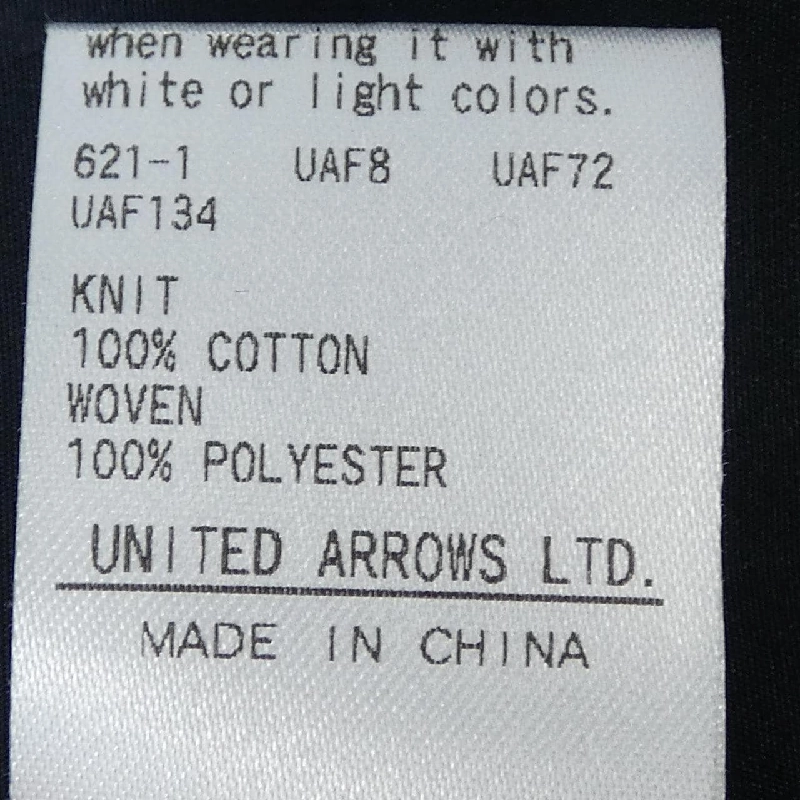 when wearing it with
white or light colors.
621-1 UAF8 UAF72
UAF134
KNIT
100% COTTON
WOVEN
100% POLYESTER
UNITED ARROWS LTD.
MADE IN CHINA